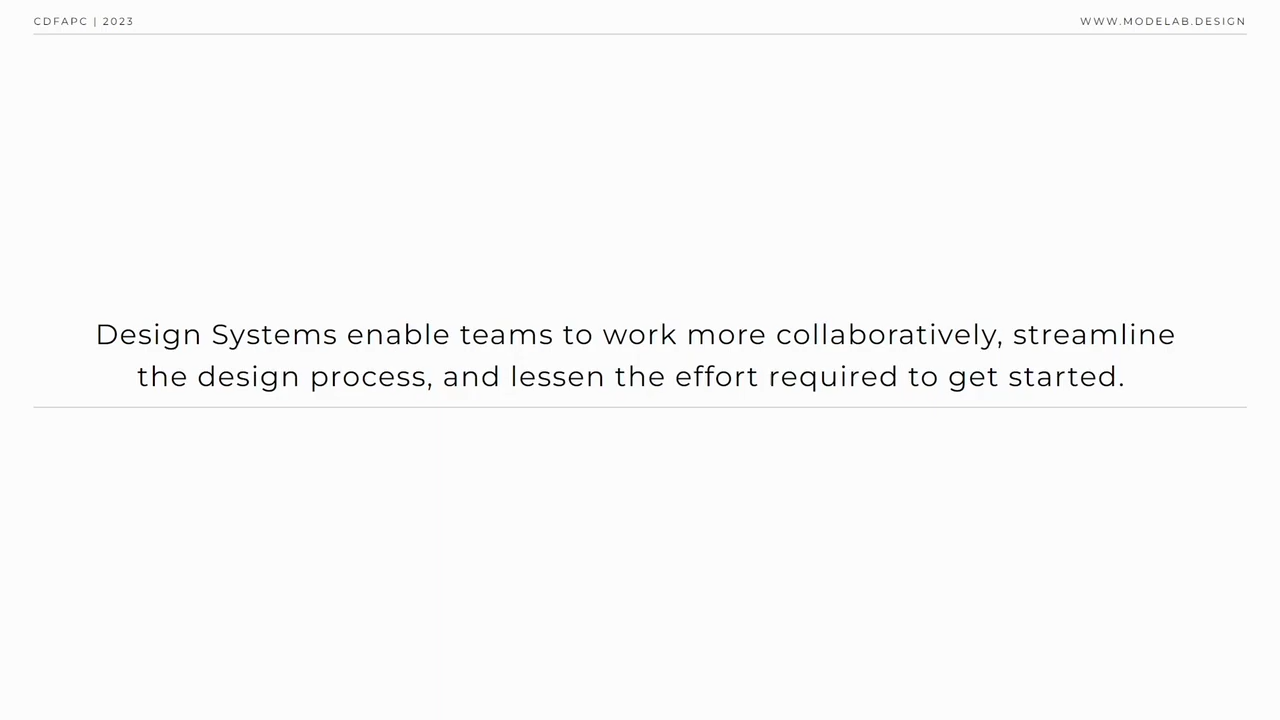 CDFAPC | 2023
WWW.MODELAB.DESIGN
Design Systems enable teams to work more collaboratively, streamline
the design process, and lessen the effort required to get started.